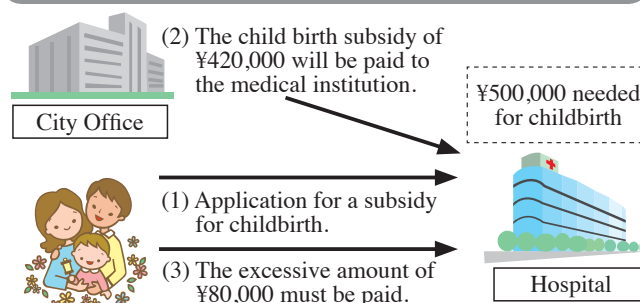 (2) The child birth subsidy of
¥420,000 will be paid to
the medical institution.
City Office
¥500,000 needed
for childbirth
(1) Application for a subsidy
for childbirth.
(3) The excessive amount of
¥80,000 must be paid.
Hospital